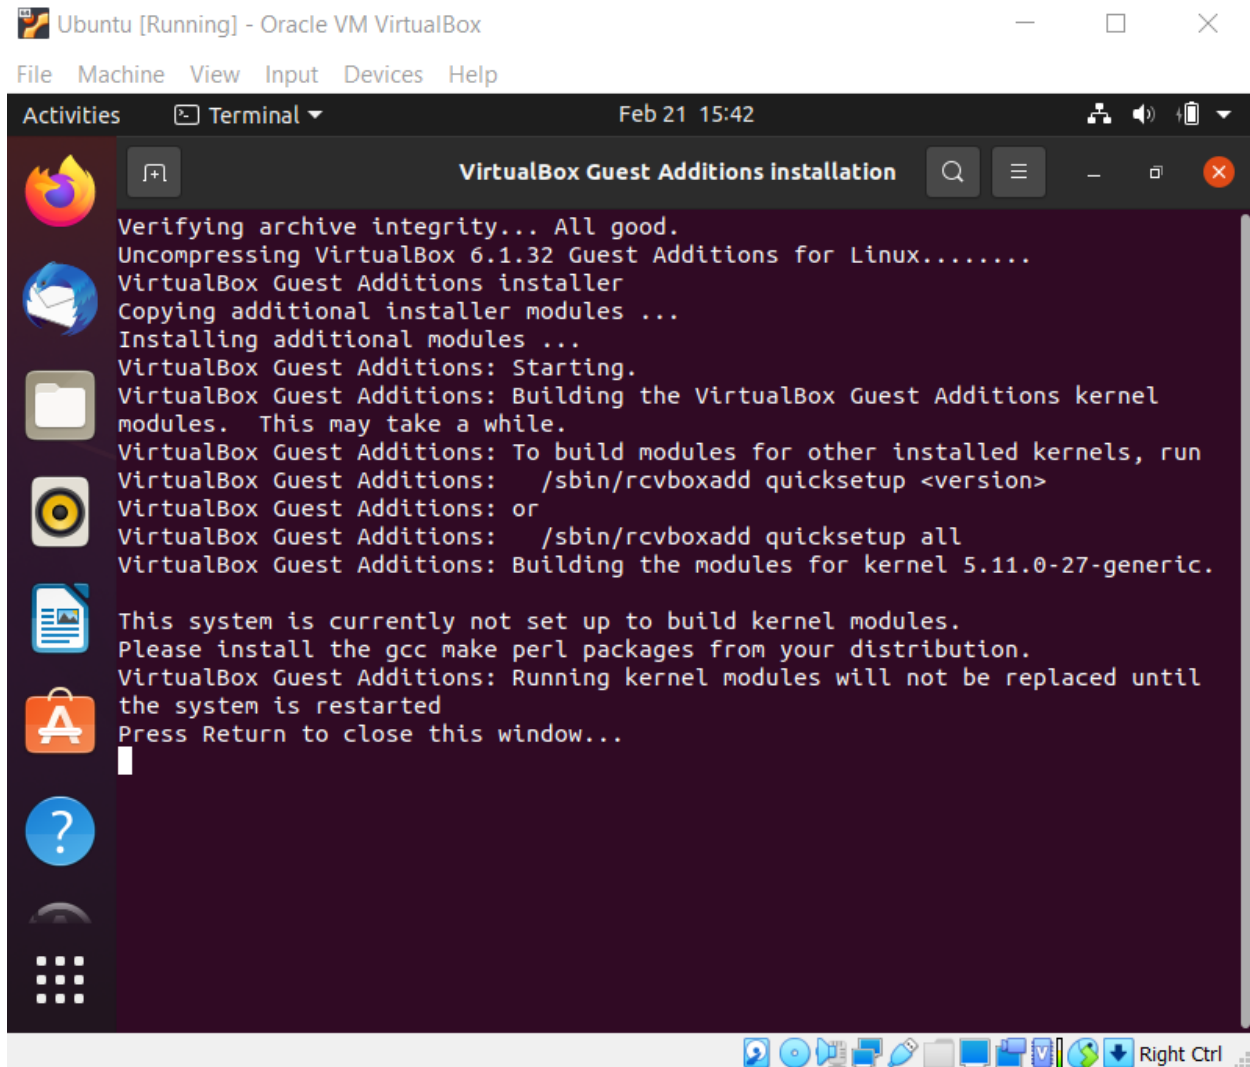 Ubuntu [Running] - Oracle VM VirtualBox
File Machine View Input Devices Help
Activities Terminal Feb 21 15:42
VirtualBox Guest Additions installation
Verifying archive integrity... All good.
Uncompressing VirtualBox 6.1.32 Guest Additions for Linux........
VirtualBox Guest Additions installer
Copying additional installer modules ...
Installing additional modules ...
VirtualBox Guest Additions: Starting.
VirtualBox Guest Additions: Building the VirtualBox Guest Additions kernel
modules.  This may take a while.
VirtualBox Guest Additions: To build modules for other installed kernels, run
VirtualBox Guest Additions:   /sbin/rcvboxadd quicksetup <version>
VirtualBox Guest Additions: or
VirtualBox Guest Additions:   /sbin/rcvboxadd quicksetup all
VirtualBox Guest Additions: Building the modules for kernel 5.11.0-27-generic.
This system is currently not set up to build kernel modules.
Please install the gcc make perl packages from your distribution.
VirtualBox Guest Additions: Running kernel modules will not be replaced until
the system is restarted
Press Return to close this window...
Right Ctrl